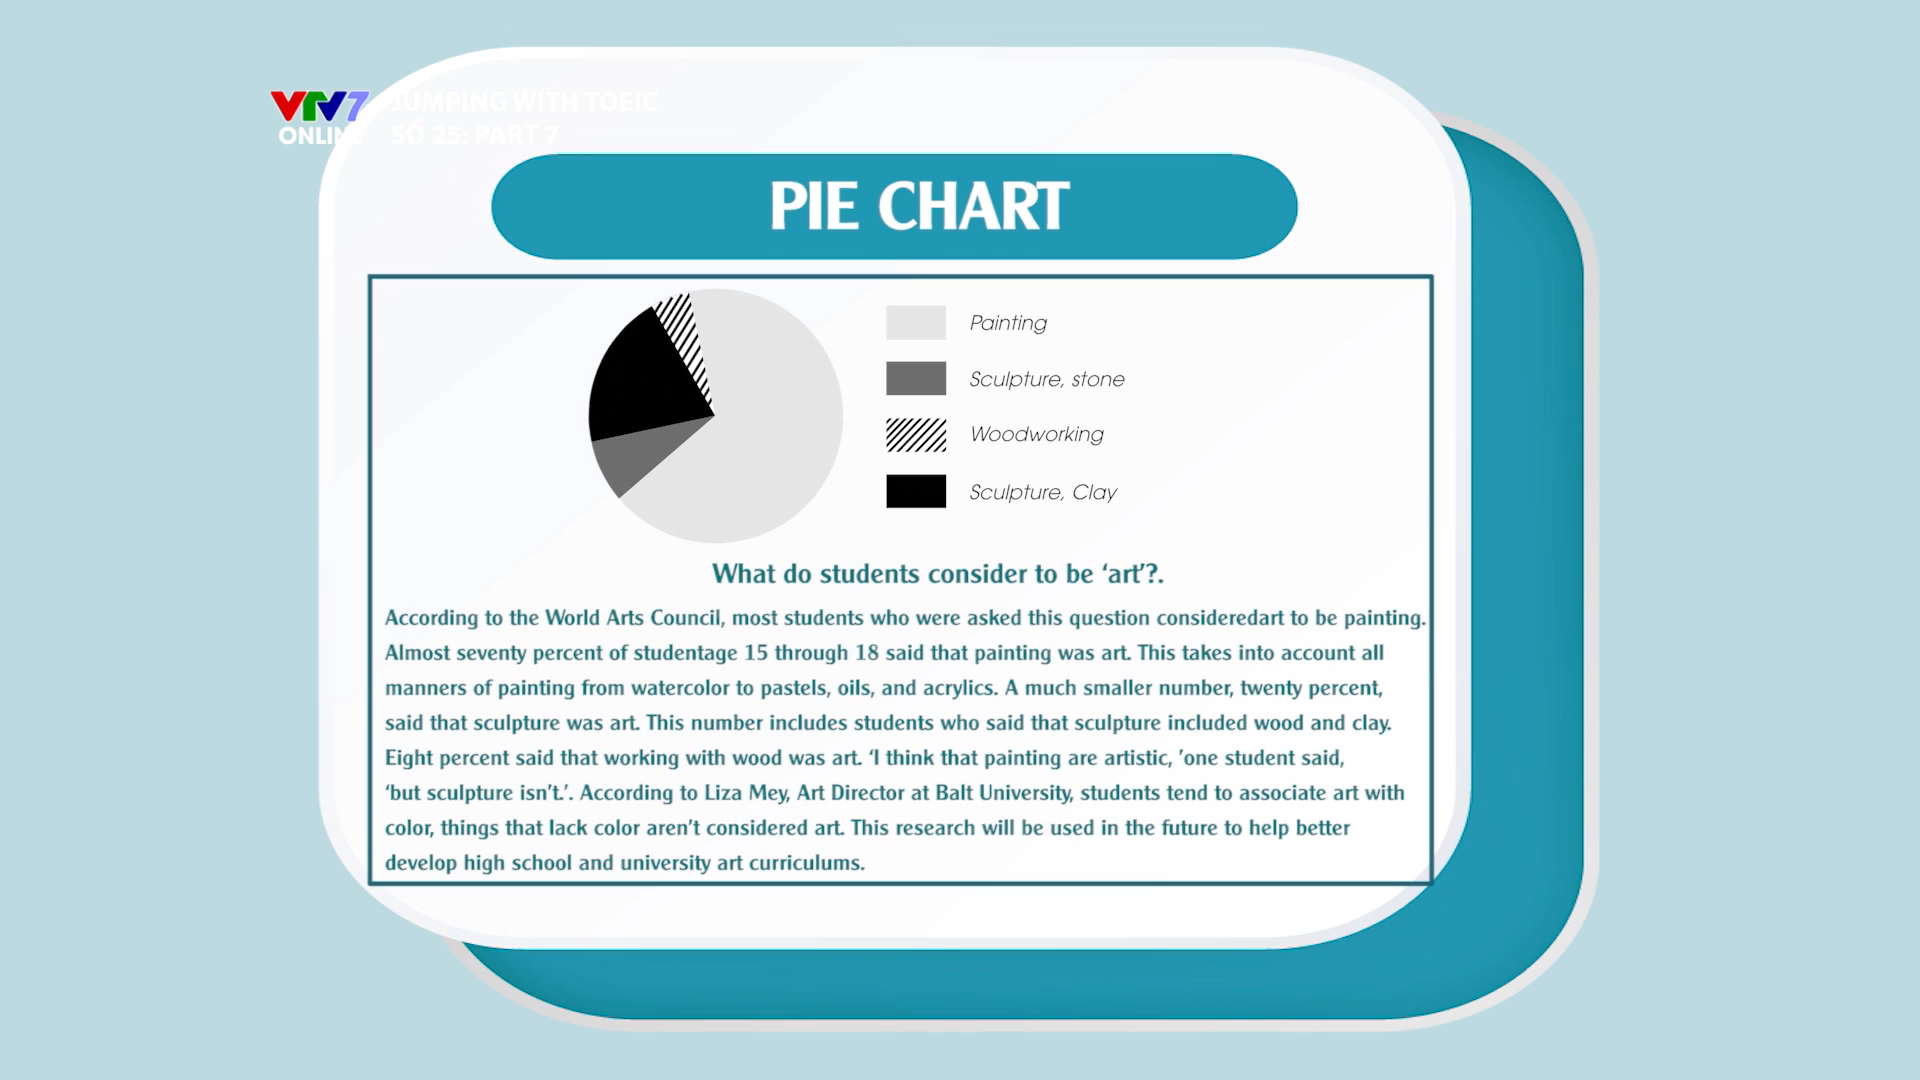 VTV7 JUMPING WITH TOEIC
ONLINE SỐ 25: PART 7
PIE CHART
Painting
Sculpture, stone
Woodworking
Sculpture, Clay
What do students consider to be ‘art’?.
According to the World Arts Council, most students who were asked this question consideredart to be painting.
Almost seventy percent of studentage 15 through 18 said that painting was art. This takes into account all
manners of painting from watercolor to pastels, oils, and acrylics. A much smaller number, twenty percent,
said that sculpture was art. This number includes students who said that sculpture included wood and clay.
Eight percent said that working with wood was art. ‘I think that painting are artistic, ’one student said,
‘but sculpture isn’t.’. According to Liza Mey, Art Director at Balt University, students tend to associate art with
color, things that lack color aren’t considered art. This research will be used in the future to help better
develop high school and university art curriculums.